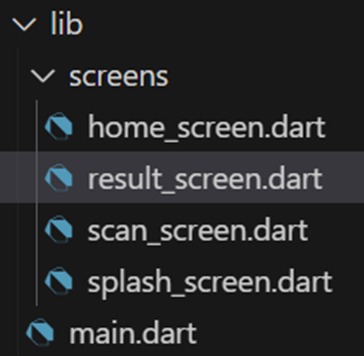 lib
screens
home_screen.dart
result_screen.dart
scan_screen.dart
splash_screen.dart
main.dart